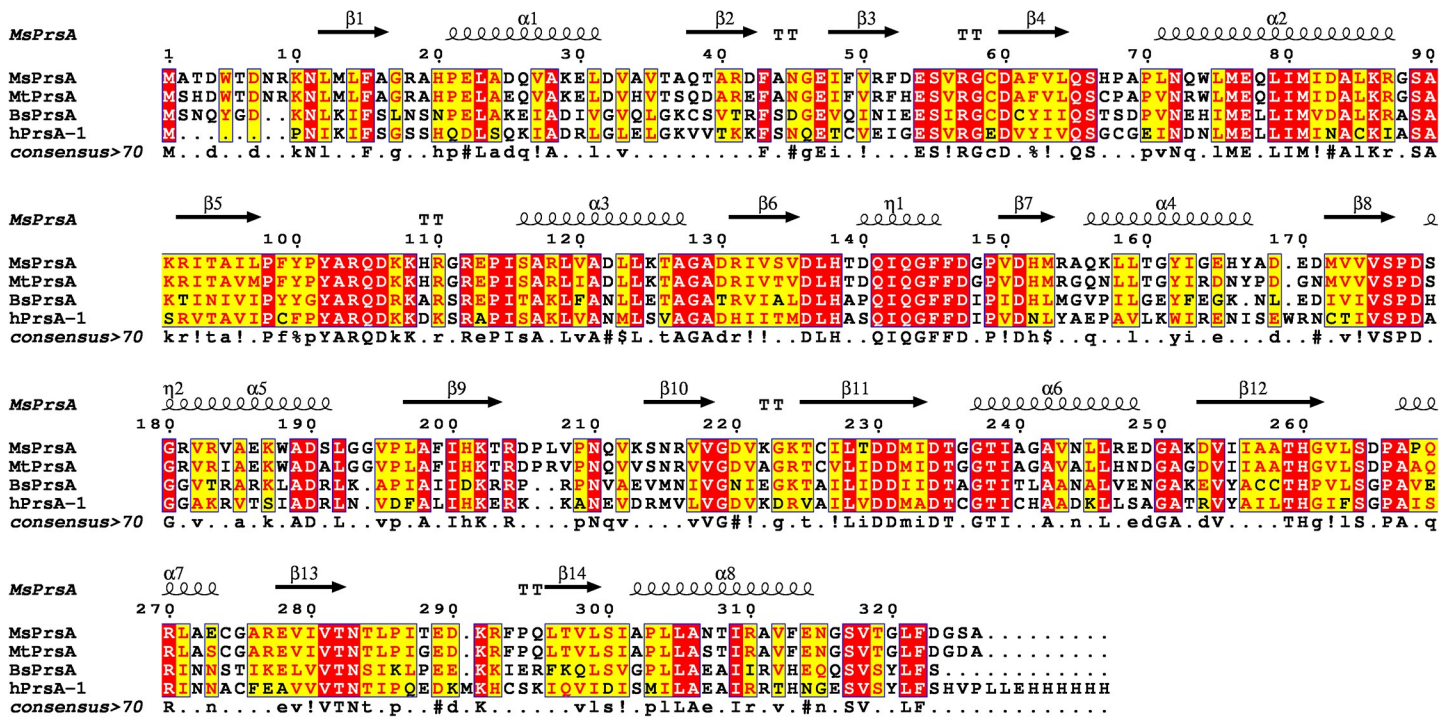 β1 α1 β2 β3 β4 α2
MsPrsA TT TT
1 10 20 30 40 50 60 70 80 90
MsPrsA MATDWTDNRKNLMLFAGRAHPELADQVAKELDVAVTAQTARDFANGEIFVRFDESVRGCDAFVLQSHPAPLNQWLMEQLIMIDALKRGSA
MtPrsA MSHDWTDNRKNLMLFAGRAHPELAEQVAKELDVHVTSQDAREFANGEIFVRFHESVRGCDAFVLQSCPAPVNRWLMEQLIMIDALKRGSA
BsPrsA MSNQYGD..KNLKIFSLNSNPELAKEIADIVGVQLGKCSVTRFSDGEVQINIEESIRGCDCYIIQSTSDPVNEHIMELLIMVDALKRASA
hPrsA-1 M........PNIKIFSGSSHQDLSQKIADRLGLELGKVVTKKFSNQETCVEIGESVRGEDVYIVQSGCGEINDNLMELLIMINACKIASA
consensus>70 M..d..d..kNl..F.g..hp#Ladq!A..l.v.........F.#gEi.!...ES!RGcD.%!.QS...pvNq.lME.LIM!#AlKr.SA
β5 α3 β6 η1 β7 α4 β8
MsPrsA TT
100 110 120 130 140 150 160 170
MsPrsA KRITAILPFYPYARQDKKHRGREPISARLVADLLKTAGADRIVSVDLHTDQIQGFFDGPVDHMRAQKLLTGYIGEHYAD.EDMVVVSPDS
MtPrsA KRITAVMPFYPYARQDKKHRGREPISARLIADLLKTAGADRIVTVDLHTDQIQGFFDGPVDHMRGQNLLTGYIRDNYPD.GNMVVVSPDS
BsPrsA KTINIVIPYYGYARQDRKARSREPITAKLFANLLETAGATRVIALDLHAPQIQGFFDIPIDHLMGVPILGEYFEGK.NL.EDIVIVSPDH
hPrsA-1 SRVTAVIPCFPYARQDKKDKSRAPISAKLVANMLSVAGADHIITMDLHASQIQGFFDIPVDNLYAEPAVLKWIRENISEWRNCTIVSPDA
consensus>70 kr!ta!.Pf%pYARQDkK.r.RePIsA.LvA#$L.tAGAdr!!..DLH..QIQGFFD.P!Dh$...q..l..yi.e...d..#.v!VSPD.
η2 α5 β9 β10 β11 α6 β12
MsPrsA TT
180 190 200 210 220 230 240 250 260
MsPrsA GRVRVAEKWADSLGGVPLAFIHKTRDPLVPNQVKSNRVVGDVKGKTCILTDDMIDTGGTIAGAVNLLREDGAKDVIIAATHGVLSDPAPQ
MtPrsA GRVRIAEKWADALGGVPLAFIHKTRDPRVPNQVVSNRVVGDVAGRTCVLIDDMIDTGGTIAGAVALLHNDGAGDVIIAATHGVLSDPAAQ
BsPrsA GGVTRARKLADRLK.APIAIIDKRRP..RPNVAEVMNIVGNIEGKTAILIDDIIDTAGTITLAANALVENGAKEVYACCTHPVLSGPAVE
hPrsA-1 GGAKRVTSIADRLN.VDFALIHKERK..KANEVDRMVLVGDVKDRVAILVDDMADTCGTICHAADKLLSAGATRVYAILTHGIFSGPAIS
consensus>70 G.v...a.k.AD.L..vp.A.IhK.R....pNqv....vVG#!.g.t.!LiDDmiDT.GTI..A.n.L.edGA.dV....THg!lS.PA.q
α7 β13 β14 α8
MsPrsA TT
270 280 290 300 310 320
MsPrsA RLAECGAREVIVTNTLPITED.KRFPQLTVLSIAPLLANTIRAVFENGSVTGLFDGSA.........
MtPrsA RLASCGAREVIVTNTLPIGED.KRFPQLTVLSIAPLLASTIRAVFENGSVTGLFDGDA.........
BsPrsA RINNSTIKELVVTNSIKLPEE.KKIERFKQLSVGPLLAEAIIRVHEQQSVSYLFS............
hPrsA-1 RINNACFEAVVVTNTIPQEDKMKHCSKIQVIDISMILAEAIRRTHNGESVSYLFSHVPLLEHHHHHH
consensus>70 R..n....ev!VTNt.p..#d.K......vls!.plLAe.Ir.v.#n.SV..LF.............